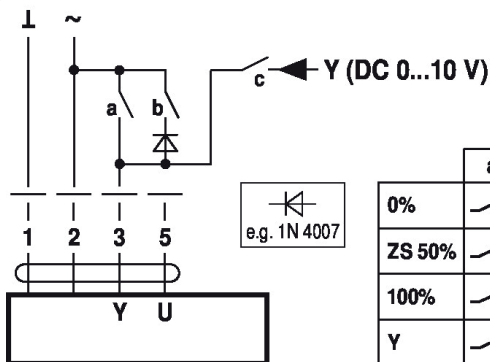 ⊥ ~
a b c Y (DC 0...10 V)
1 2 3 5
Y U
e.g. 1N 4007
a
0%
ZS 50%
100%
Y